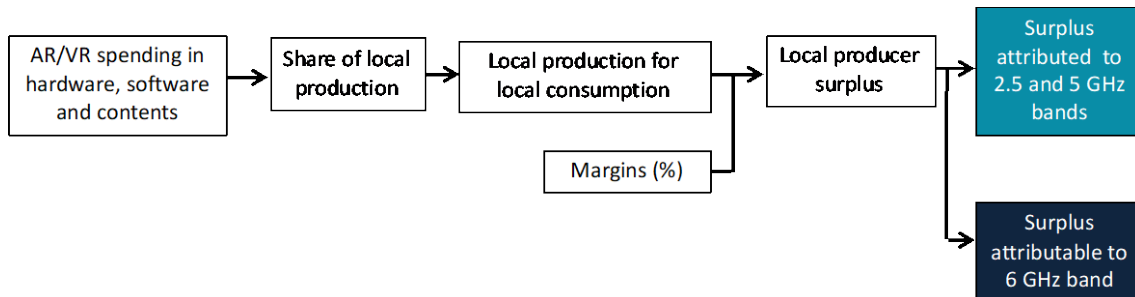 AR/VR spending in
hardware, software
and contents
Share of local
production
Local production for
local consumption
Margins (%)
Local producer
surplus
Surplus
attributed to
2.5 and 5 GHz
bands
Surplus
attributable to
6 GHz band